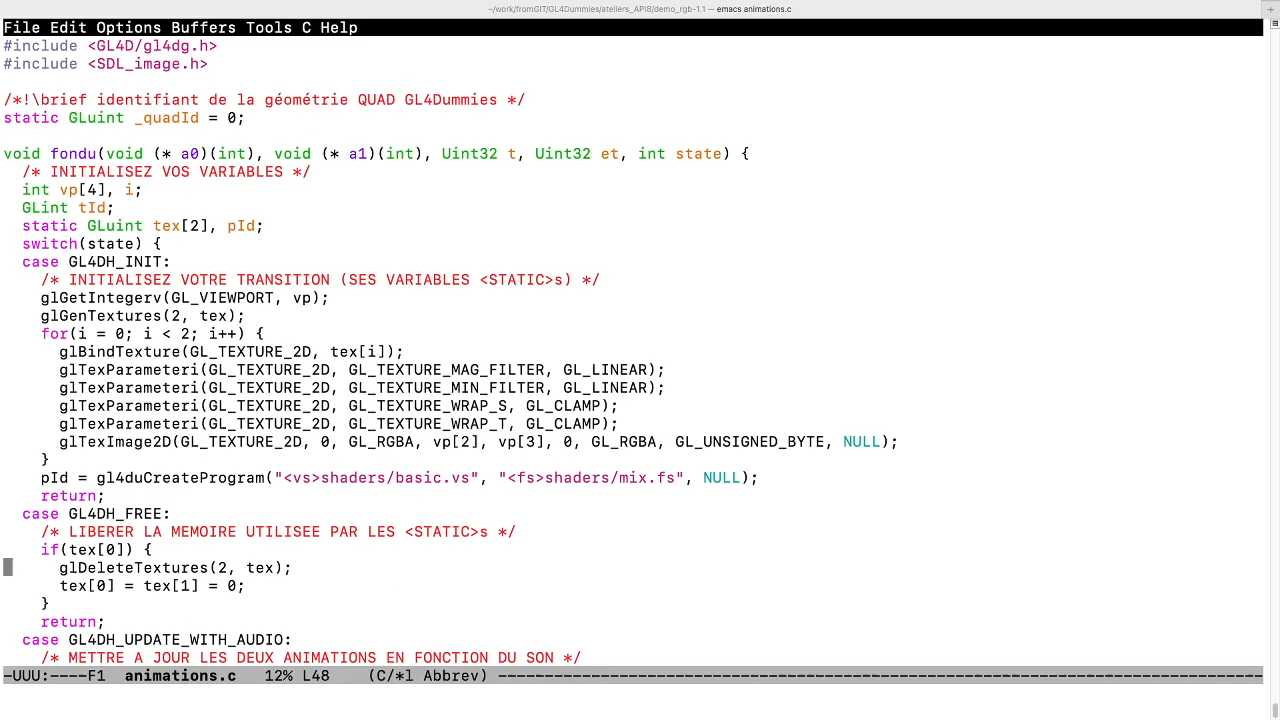 ~/work/fromGIT/GL4Dummies/ateliers_API8/demo_rgb-1.1 — emacs animations.c
File Edit Options Buffers Tools C Help
#include <GL4D/gl4dg.h>
#include <SDL_image.h>

/*!\brief identifiant de la géométrie QUAD GL4Dummies */
static GLuint _quadId = 0;

void fondu(void (* a0)(int), void (* a1)(int), Uint32 t, Uint32 et, int state) {
  /* INITIALISEZ VOS VARIABLES */
  int vp[4], i;
  GLint tId;
  static GLuint tex[2], pId;
  switch(state) {
  case GL4DH_INIT:
    /* INITIALISEZ VOTRE TRANSITION (SES VARIABLES <STATIC>s) */
    glGetIntegerv(GL_VIEWPORT, vp);
    glGenTextures(2, tex);
    for(i = 0; i < 2; i++) {
      glBindTexture(GL_TEXTURE_2D, tex[i]);
      glTexParameteri(GL_TEXTURE_2D, GL_TEXTURE_MAG_FILTER, GL_LINEAR);
      glTexParameteri(GL_TEXTURE_2D, GL_TEXTURE_MIN_FILTER, GL_LINEAR);
      glTexParameteri(GL_TEXTURE_2D, GL_TEXTURE_WRAP_S, GL_CLAMP);
      glTexParameteri(GL_TEXTURE_2D, GL_TEXTURE_WRAP_T, GL_CLAMP);
      glTexImage2D(GL_TEXTURE_2D, 0, GL_RGBA, vp[2], vp[3], 0, GL_RGBA, GL_UNSIGNED_BYTE, NULL);
    }
    pId = gl4duCreateProgram("<vs>shaders/basic.vs", "<fs>shaders/mix.fs", NULL);
    return;
  case GL4DH_FREE:
    /* LIBERER LA MEMOIRE UTILISEE PAR LES <STATIC>s */
    if(tex[0]) {
      glDeleteTextures(2, tex);
      tex[0] = tex[1] = 0;
    }
    return;
  case GL4DH_UPDATE_WITH_AUDIO:
    /* METTRE A JOUR LES DEUX ANIMATIONS EN FONCTION DU SON */
-UUU:----F1  animations.c   12% L48    (C/*l Abbrev) ----------------------------------------------------------------------------------